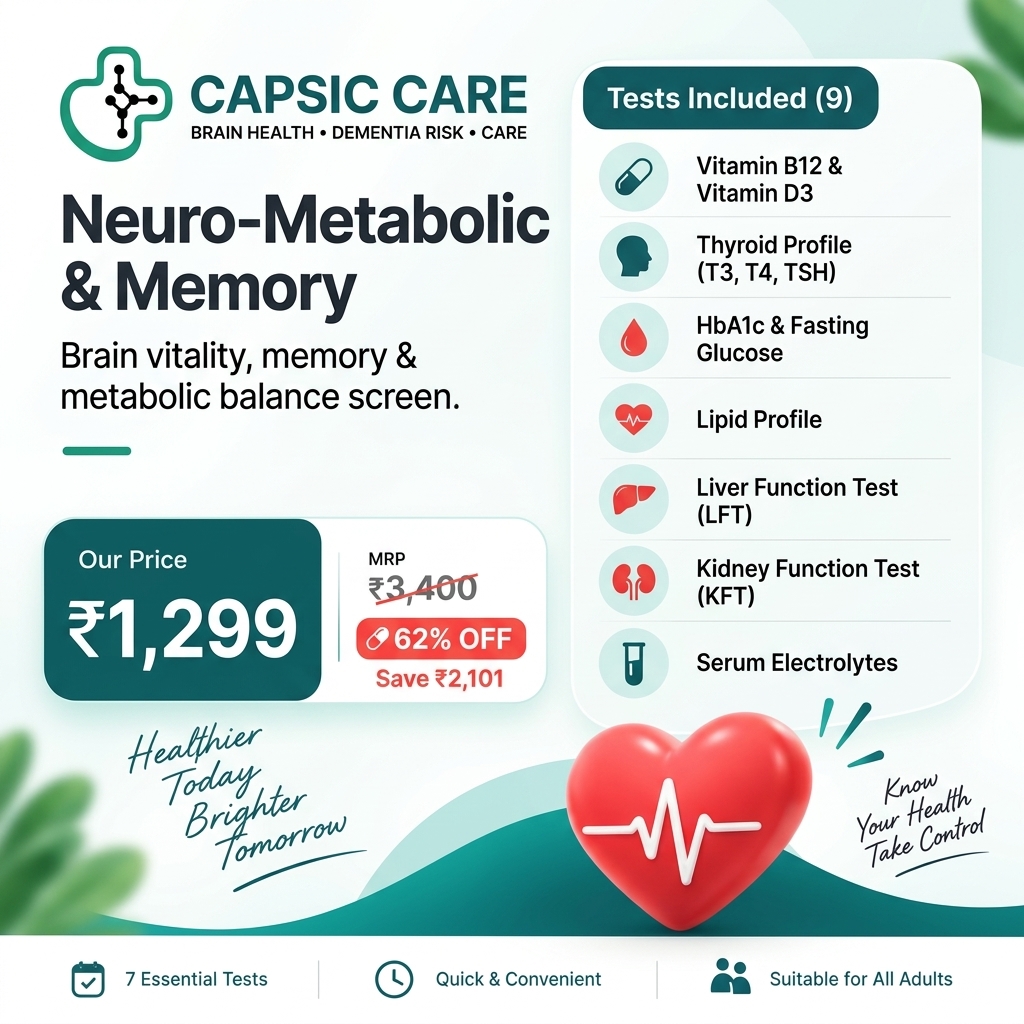 CAPSIC CARE
BRAIN HEALTH • DEMENTIA RISK • CARE
Neuro-Metabolic
& Memory
Brain vitality, memory &
metabolic balance screen.
Our Price
₹1,299
MRP
₹3,400
62% OFF
Save ₹2,101
Healthier
Today
Brighter
Tomorrow
Tests Included (9)
Vitamin B12 &
Vitamin D3
Thyroid Profile
(T3, T4, TSH)
HbA1c & Fasting
Glucose
Lipid Profile
Liver Function Test
(LFT)
Kidney Function Test
(KFT)
Serum Electrolytes
Know
Your Health
Take Control
7 Essential Tests
Quick & Convenient
Suitable for All Adults